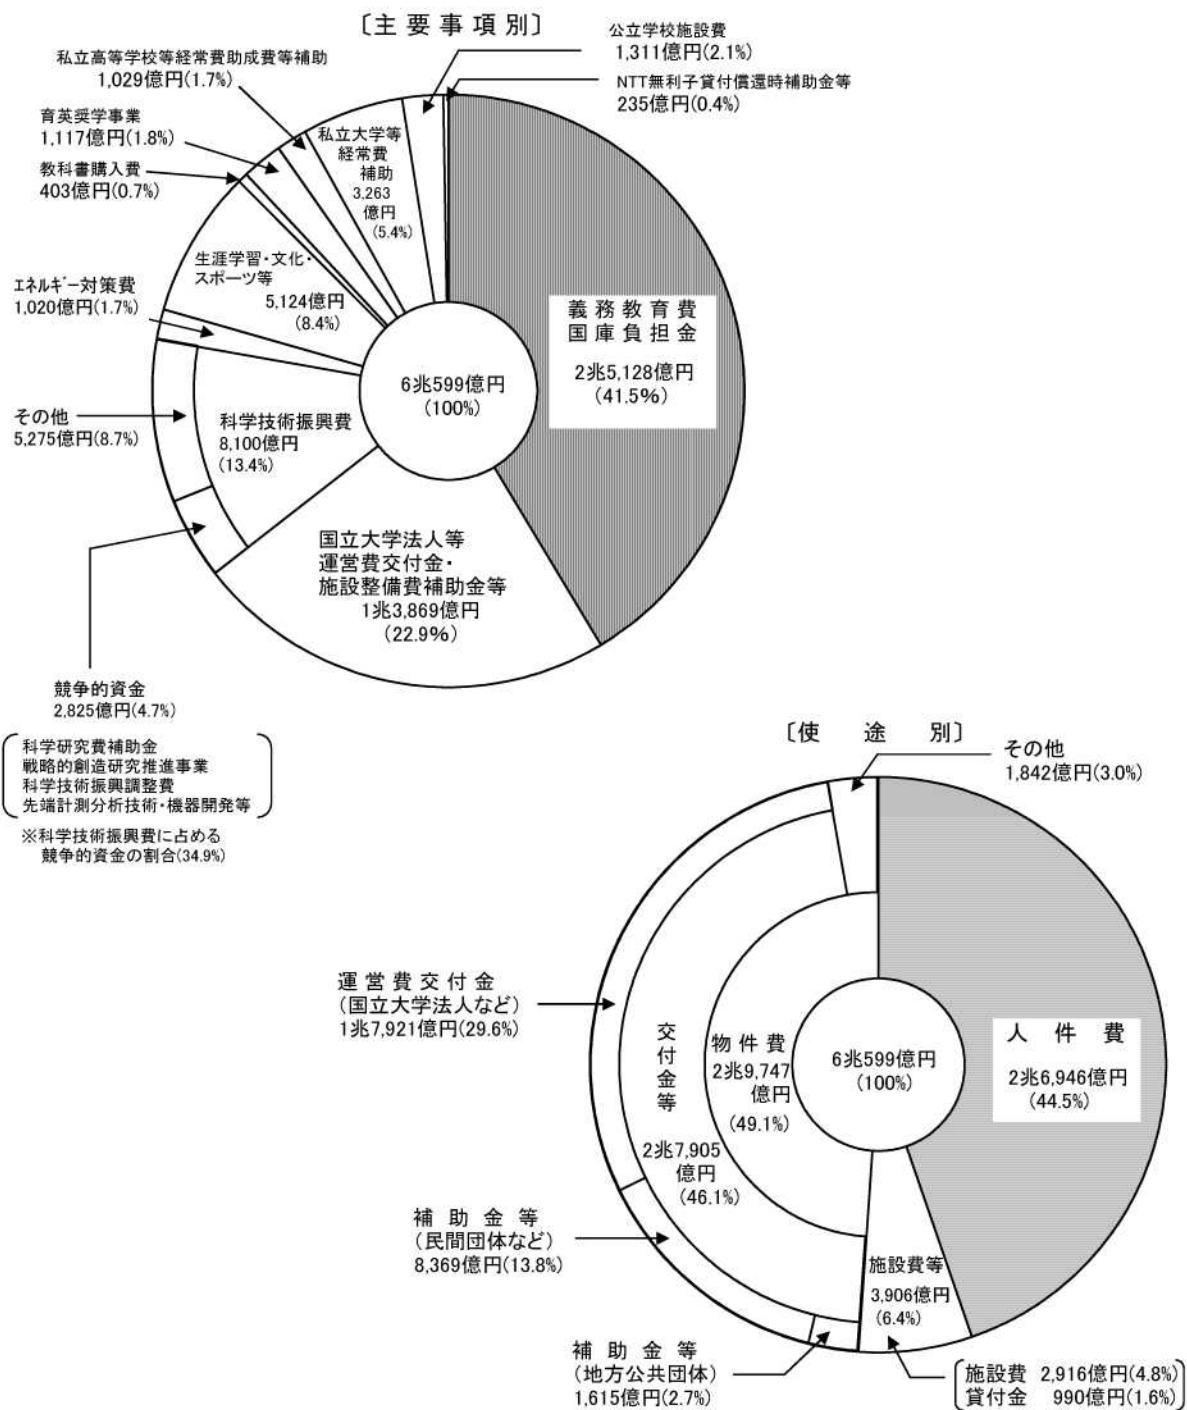 〔主要事項別〕
公立学校施設費
1,311億円(2.1%)
NTT無利子貸付償還時補助金等
235億円(0.4%)
私立高等学校等経常費助成費等補助
1,029億円(1.7%)
育英奨学事業
1,117億円(1.8%)
教科書購入費
403億円(0.7%)
私立大学等
経常費
補助
3,263
億円
(5.4%)
生涯学習・文化・
スポーツ等
5,124億円
(8.4%)
エネルギー対策費
1,020億円(1.7%)
義務教育費
国庫負担金
2兆5,128億円
(41.5%)
6兆599億円
(100%)
その他
5,275億円(8.7%)
科学技術振興費
8,100億円
(13.4%)
国立大学法人等
運営費交付金・
施設整備費補助金等
1兆3,869億円
(22.9%)
競争的資金
2,825億円(4.7%)
科学研究費補助金
戦略的創造研究推進事業
科学技術振興調整費
先端計測分析技術・機器開発等
※科学技術振興費に占める
競争的資金の割合(34.9%)
〔使途別〕
その他
1,842億円(3.0%)
運営費交付金
(国立大学法人など)
1兆7,921億円(29.6%)
交付金等
2兆7,905
億円
(46.1%)
物件費
2兆9,747
億円
(49.1%)
6兆599億円
(100%)
人件費
2兆6,946億円
(44.5%)
補助金等
(民間団体など)
8,369億円(13.8%)
施設費等
3,906億円
(6.4%)
補助金等
(地方公共団体)
1,615億円(2.7%)
施設費 2,916億円(4.8%)
貸付金 990億円(1.6%)